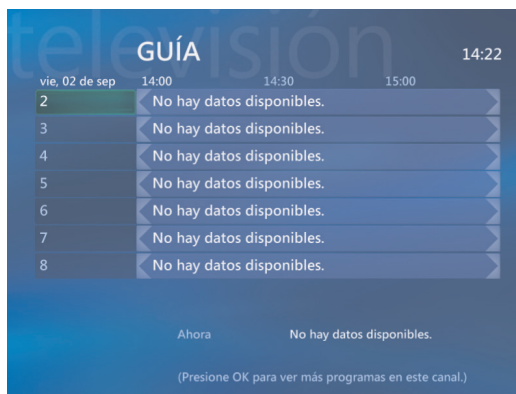 televisión
GUÍA 14:22
vie, 02 de sep 14:00 14:30 15:00
2 No hay datos disponibles.
3 No hay datos disponibles.
4 No hay datos disponibles.
5 No hay datos disponibles.
6 No hay datos disponibles.
7 No hay datos disponibles.
8 No hay datos disponibles.
Ahora No hay datos disponibles.
(Presione OK para ver más programas en este canal.)